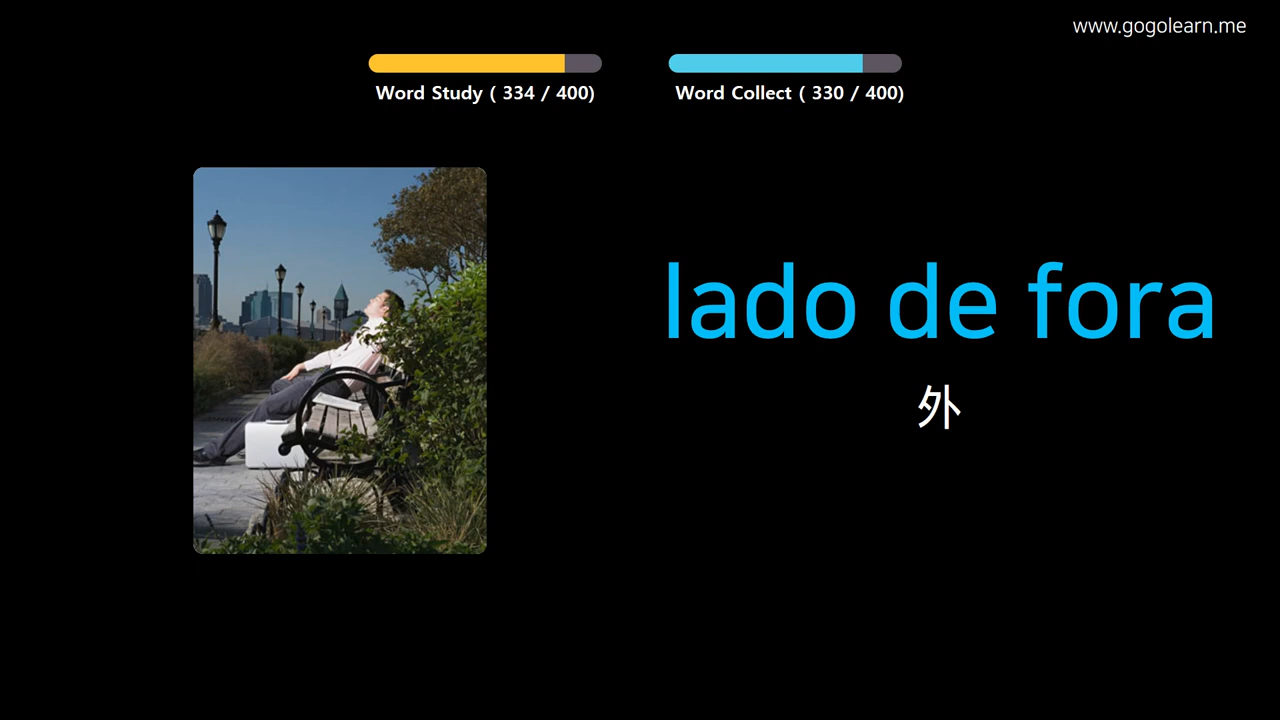 www.gogolearn.me
Word Study ( 334 / 400)
Word Collect ( 330 / 400)
lado de fora
外